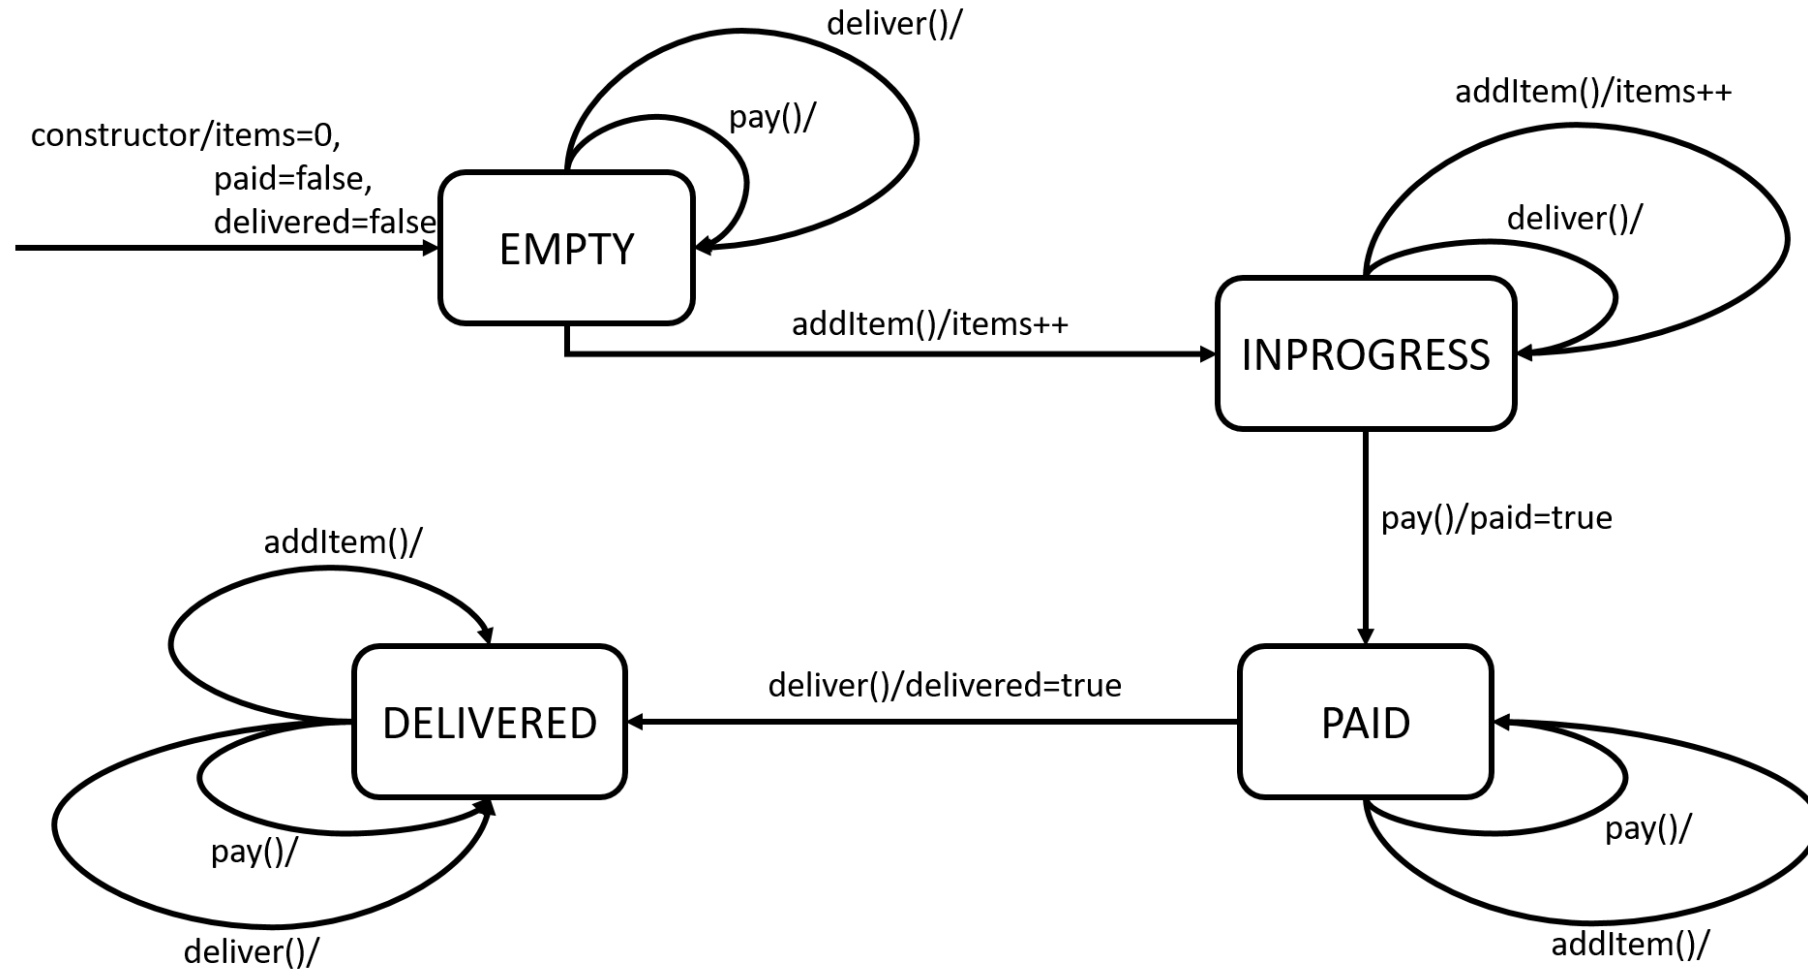 deliver()/
pay()/
constructor/items=0,
paid=false,
delivered=false
EMPTY
addItem()/items++
addItem()/items++
deliver()/
INPROGRESS
pay()/paid=true
addItem()/
DELIVERED
deliver()/delivered=true
PAID
pay()/
deliver()/
pay()/
addItem()/